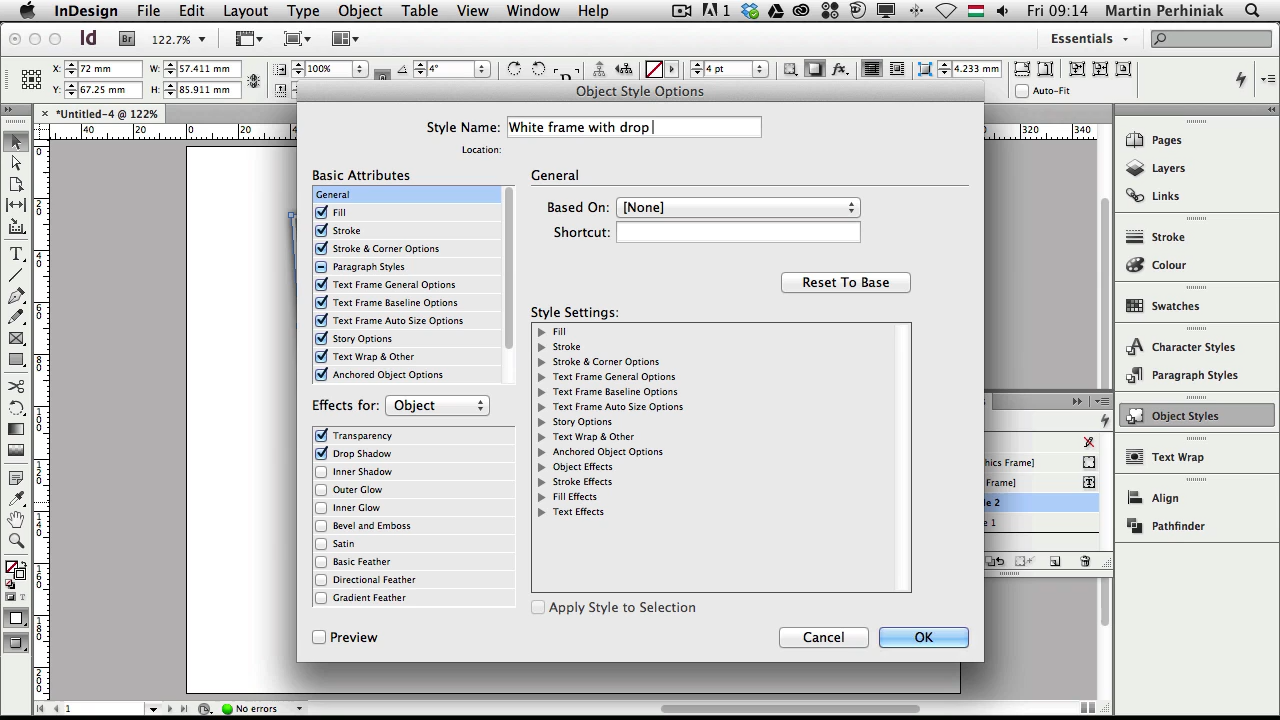 InDesign File Edit Layout Type Object Table View Window Help 1 Fri 09:14 Martin Perhiniak
Id Br 122.7% Essentials
X: 72 mm W: 57.411 mm 100% 4° 4 pt 4.233 mm
Y: 67.25 mm H: 85.911 mm Auto-Fit
*Untitled-4 @ 122%
Object Style Options
Style Name: White frame with drop
Location:
Basic Attributes
General
Fill
Stroke
Stroke & Corner Options
Paragraph Styles
Text Frame General Options
Text Frame Baseline Options
Text Frame Auto Size Options
Story Options
Text Wrap & Other
Anchored Object Options
Effects for: Object
Transparency
Drop Shadow
Inner Shadow
Outer Glow
Inner Glow
Bevel and Emboss
Satin
Basic Feather
Directional Feather
Gradient Feather
Preview
General
Based On: [None]
Shortcut:
Reset To Base
Style Settings:
Fill
Stroke
Stroke & Corner Options
Text Frame General Options
Text Frame Baseline Options
Text Frame Auto Size Options
Story Options
Text Wrap & Other
Anchored Object Options
Object Effects
Stroke Effects
Fill Effects
Text Effects
Apply Style to Selection
Cancel OK
hics Frame]
Frame]
le 2
e 1
Pages
Layers
Links
Stroke
Colour
Swatches
Character Styles
Paragraph Styles
Object Styles
Text Wrap
Align
Pathfinder
1 No errors